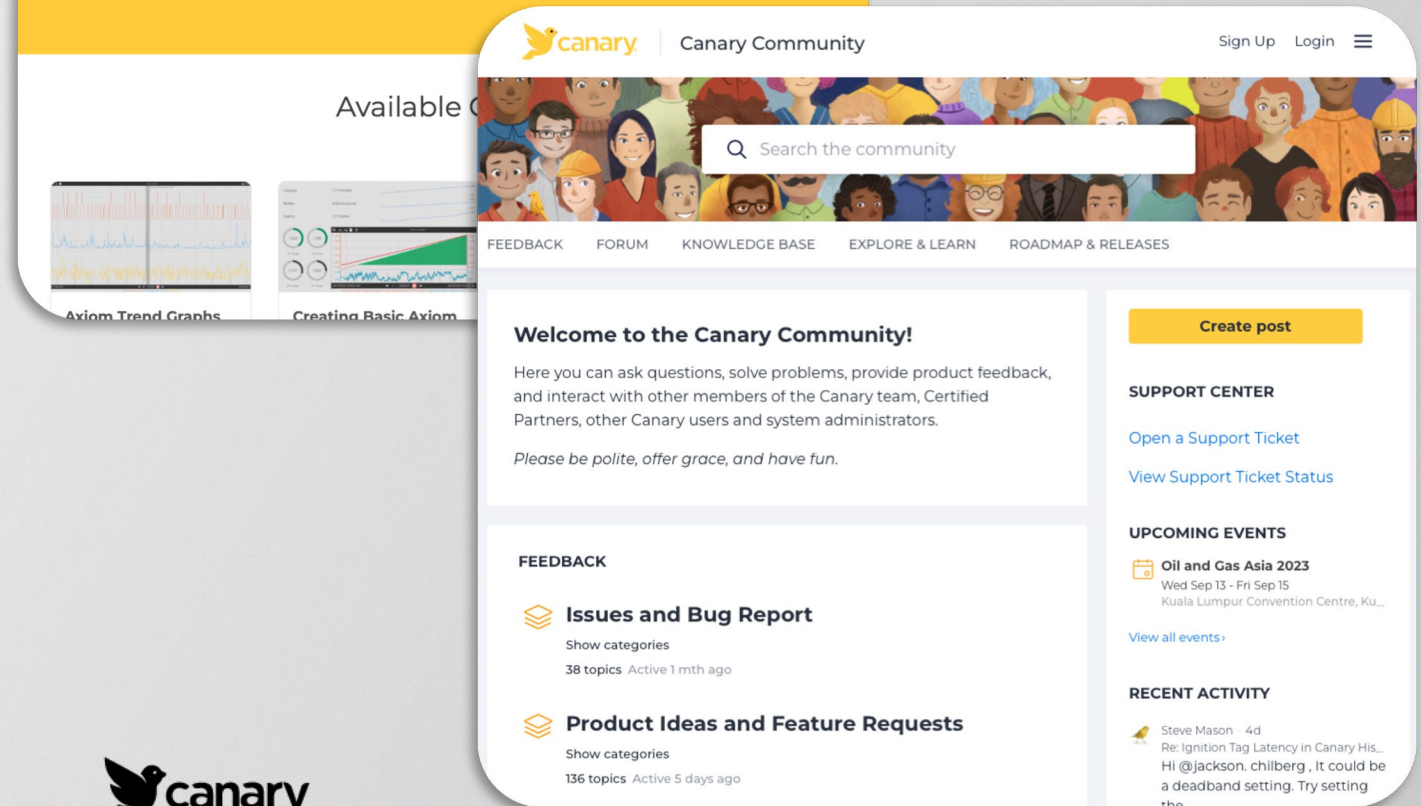 Available
Axiom Trend Graphs
Creating Basic Axiom
canary
Canary Community
Sign Up
Login
Search the community
FEEDBACK
FORUM
KNOWLEDGE BASE
EXPLORE & LEARN
ROADMAP & RELEASES
Welcome to the Canary Community!
Here you can ask questions, solve problems, provide product feedback,
and interact with other members of the Canary team, Certified
Partners, other Canary users and system administrators.
Please be polite, offer grace, and have fun.
FEEDBACK
Issues and Bug Report
Show categories
38 topics Active 1 mth ago
Product Ideas and Feature Requests
Show categories
136 topics Active 5 days ago
Create post
SUPPORT CENTER
Open a Support Ticket
View Support Ticket Status
UPCOMING EVENTS
Oil and Gas Asia 2023
Wed Sep 13 - Fri Sep 15
Kuala Lumpur Convention Centre, Ku...
View all events›
RECENT ACTIVITY
Steve Mason · 4d
Re: Ignition Tag Latency in Canary His...
Hi @jackson. chilberg , It could be
a deadband setting. Try setting
the
canary